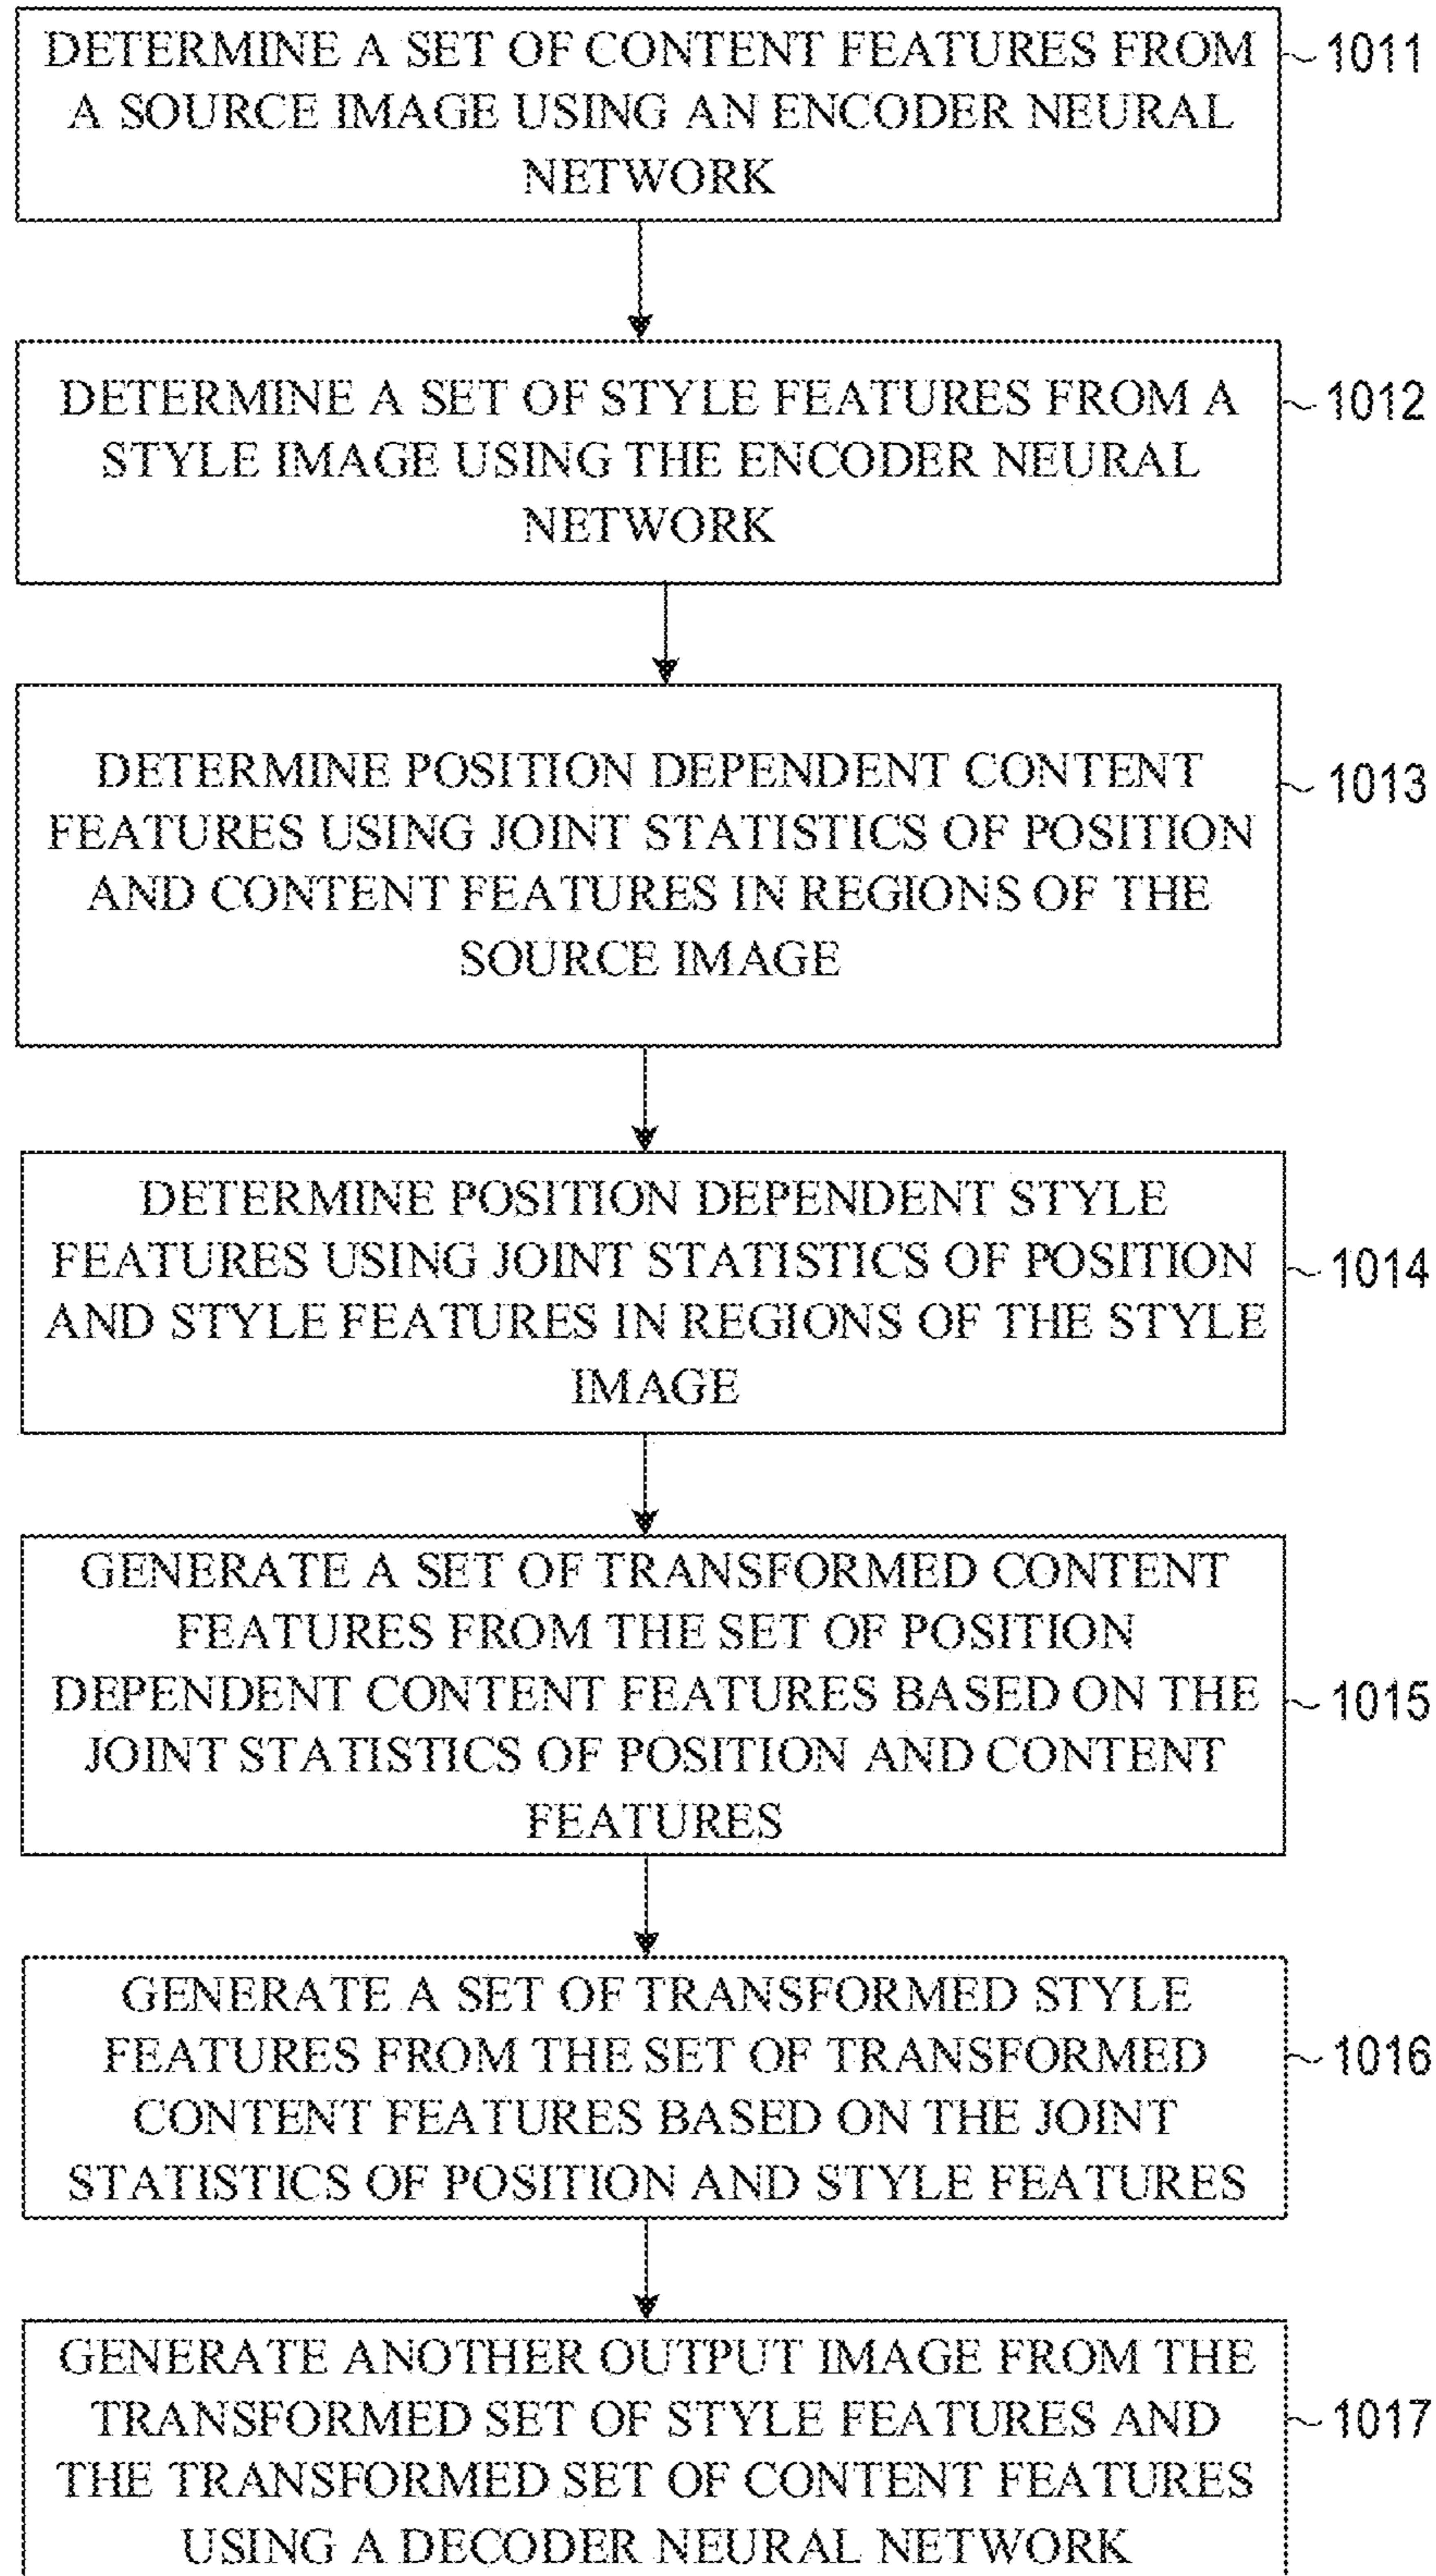 DETERMINE A SET OF CONTENT FEATURES FROM
A SOURCE IMAGE USING AN ENCODER NEURAL
NETWORK
1011
DETERMINE A SET OF STYLE FEATURES FROM A
STYLE IMAGE USING THE ENCODER NEURAL
NETWORK
1012
DETERMINE POSITION DEPENDENT CONTENT
FEATURES USING JOINT STATISTICS OF POSITION
AND CONTENT FEATURES IN REGIONS OF THE
SOURCE IMAGE
1013
DETERMINE POSITION DEPENDENT STYLE
FEATURES USING JOINT STATISTICS OF POSITION
AND STYLE FEATURES IN REGIONS OF THE STYLE
IMAGE
1014
GENERATE A SET OF TRANSFORMED CONTENT
FEATURES FROM THE SET OF POSITION
DEPENDENT CONTENT FEATURES BASED ON THE
JOINT STATISTICS OF POSITION AND CONTENT
FEATURES
1015
GENERATE A SET OF TRANSFORMED STYLE
FEATURES FROM THE SET OF TRANSFORMED
CONTENT FEATURES BASED ON THE JOINT
STATISTICS OF POSITION AND STYLE FEATURES
1016
GENERATE ANOTHER OUTPUT IMAGE FROM THE
TRANSFORMED SET OF STYLE FEATURES AND
THE TRANSFORMED SET OF CONTENT FEATURES
USING A DECODER NEURAL NETWORK
1017